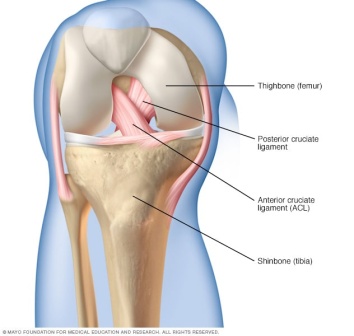 Thighbone (femur)
Posterior cruciate
ligament
Anterior cruciate
ligament (ACL)
Shinbone (tibia)
© MAYO FOUNDATION FOR MEDICAL EDUCATION AND RESEARCH. ALL RIGHTS RESERVED.